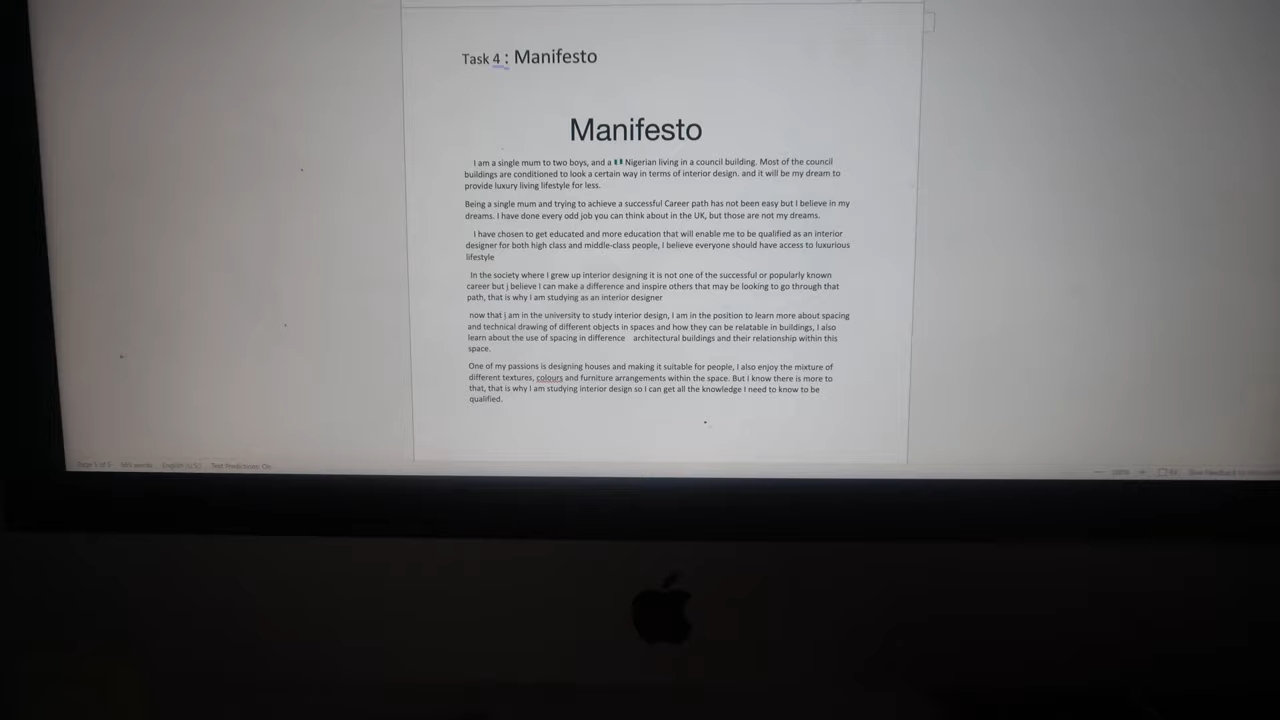 Task 4 : Manifesto
Manifesto
I am a single mum to two boys, and a 🇳🇬 Nigerian living in a council building. Most of the council
buildings are conditioned to look a certain way in terms of interior design. and it will be my dream to
provide luxury living lifestyle for less.
Being a single mum and trying to achieve a successful Career path has not been easy but I believe in my
dreams. I have done every odd job you can think about in the UK, but those are not my dreams.
I have chosen to get educated and more education that will enable me to be qualified as an interior
designer for both high class and middle-class people, I believe everyone should have access to luxurious
lifestyle
In the society where I grew up interior designing it is not one of the successful or popularly known
career but i believe I can make a difference and inspire others that may be looking to go through that
path, that is why I am studying as an interior designer
now that i am in the university to study interior design, I am in the position to learn more about spacing
and technical drawing of different objects in spaces and how they can be relatable in buildings, I also
learn about the use of spacing in difference architectural buildings and their relationship within this
space.
One of my passions is designing houses and making it suitable for people, I also enjoy the mixture of
different textures, colours and furniture arrangements within the space. But I know there is more to
that, that is why I am studying interior design so I can get all the knowledge I need to know to be
qualified.
Page 1 of 5 words English (U.S.) Text Predictions: On